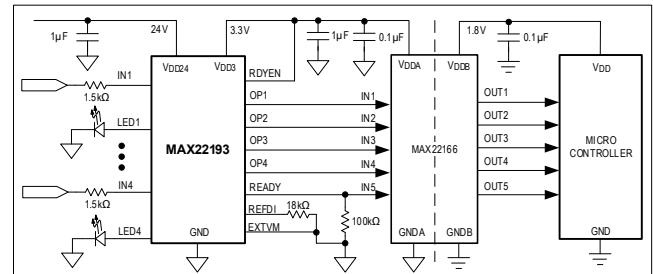 24V
3.3V
1.8V
1µF
1µF
0.1µF
0.1µF
VDD24
VDD3
VDDA
VDDB
VDD
RDYEN
IN1
1.5kΩ
OP1
IN1
OUT1
LED1
OP2
IN2
OUT2
MAX22193
OP3
IN3
MAX22166
OUT3
MICRO
CONTROLLER
OP4
IN4
OUT4
IN4
1.5kΩ
READY
IN5
OUT5
REFDI
18kΩ
100kΩ
EXTVM
LED4
GND
GNDA
GNDB
GND